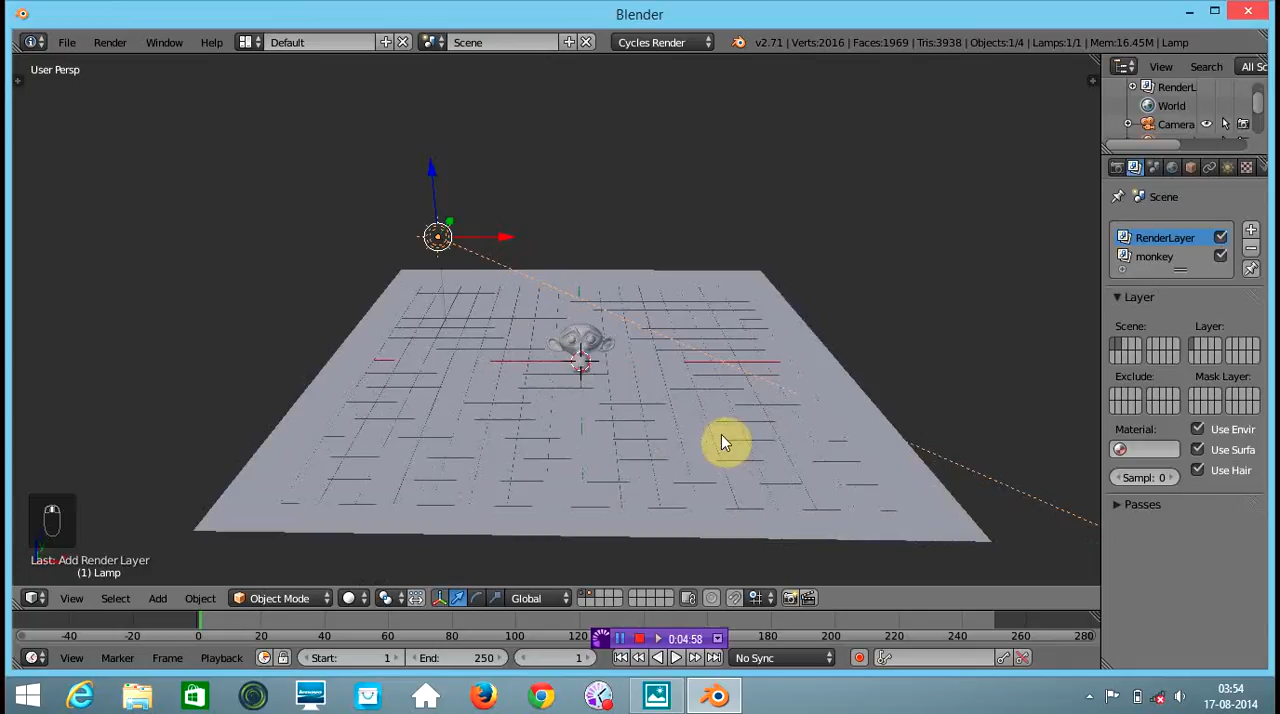 Blender
File Render Window Help Default Scene Cycles Render v2.71 | Verts:2016 | Faces:1969 | Tris:3938 | Objects:1/4 | Lamps:1/1 | Mem:16.45M | Lamp
User Persp
View Search All Sc
RenderL
World
Camera
Scene
RenderLayer
monkey
Layer
Scene: Layer:
Exclude: Mask Layer:
Material: Use Envir
Use Surfa
Sampl: 0 Use Hair
Passes
Last: Add Render Layer
(1) Lamp
View Select Add Object Object Mode Global
-40 -20 0 20 40 60 80 100 120 180 200 220 240 260 280
0:04:58
View Marker Frame Playback Start: 1 End: 250 1 No Sync
lenovo
03:54
17-08-2014